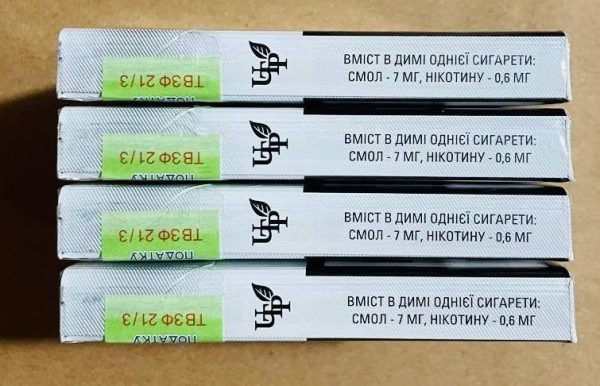 ПОДАТКУ
ТВЗФ 21/3
ВМІСТ В ДИМІ ОДНІЄЇ СИГАРЕТИ:
СМОЛ - 7 МГ, НІКОТИНУ - 0,6 МГ
ПОДАТКУ
ТВЗФ 21/3
ВМІСТ В ДИМІ ОДНІЄЇ СИГАРЕТИ:
СМОЛ - 7 МГ, НІКОТИНУ - 0,6 МГ
ПОДАТКУ
ТВЗФ 21/3
ВМІСТ В ДИМІ ОДНІЄЇ СИГАРЕТИ:
СМОЛ - 7 МГ, НІКОТИНУ - 0,6 МГ
ПОДАТКУ
ТВЗФ 21/3
ВМІСТ В ДИМІ ОДНІЄЇ СИГАРЕТИ:
СМОЛ - 7 МГ, НІКОТИНУ - 0,6 МГ